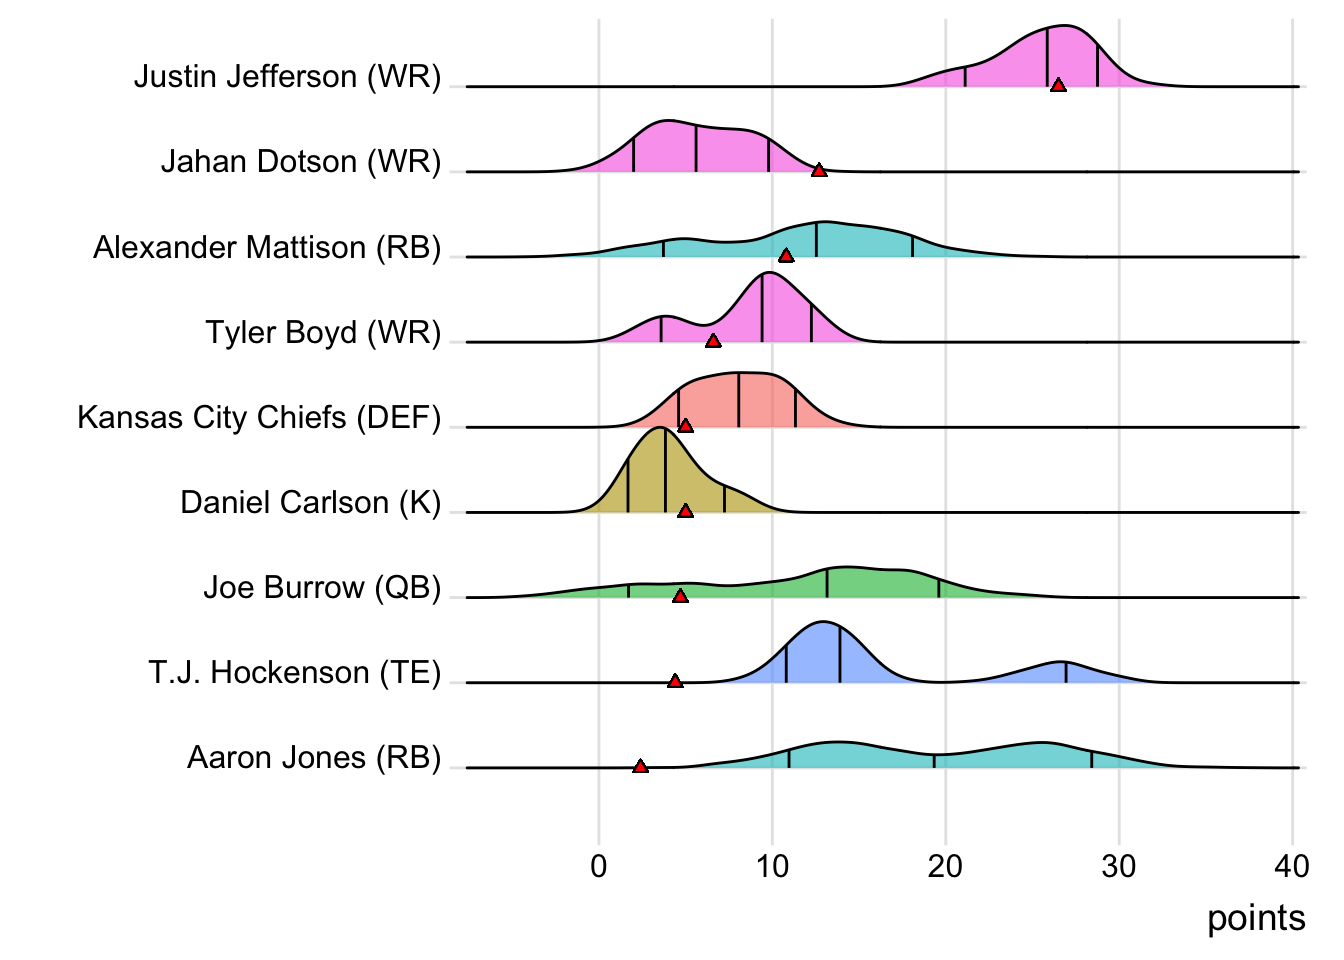 Justin Jefferson (WR)
Jahan Dotson (WR)
Alexander Mattison (RB)
Tyler Boyd (WR)
Kansas City Chiefs (DEF)
Daniel Carlson (K)
Joe Burrow (QB)
T.J. Hockenson (TE)
Aaron Jones (RB)
0 10 20 30 40
points